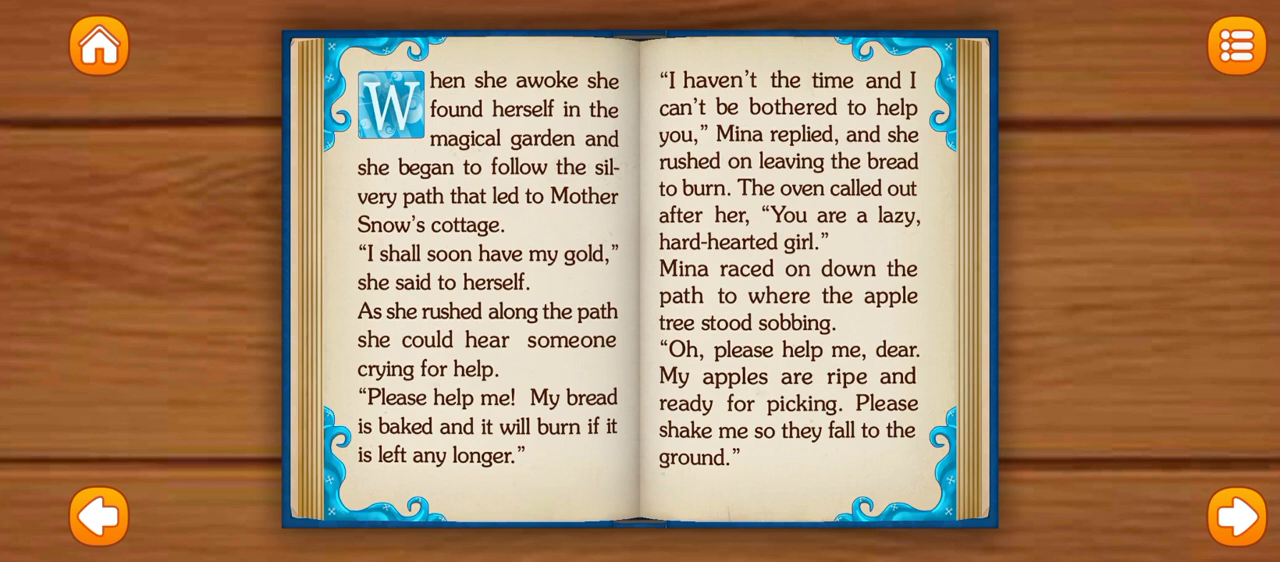 When she awoke she
found herself in the
magical garden and
she began to follow the sil-
very path that led to Mother
Snow’s cottage.
“I shall soon have my gold,”
she said to herself.
As she rushed along the path
she could hear someone
crying for help.
“Please help me! My bread
is baked and it will burn if it
is left any longer.”
“I haven’t the time and I
can’t be bothered to help
you,” Mina replied, and she
rushed on leaving the bread
to burn. The oven called out
after her, “You are a lazy,
hard-hearted girl.”
Mina raced on down the
path to where the apple
tree stood sobbing.
“Oh, please help me, dear.
My apples are ripe and
ready for picking. Please
shake me so they fall to the
ground.”